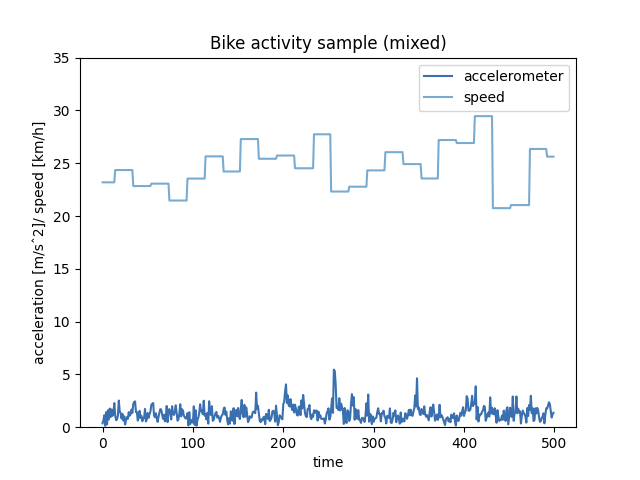 Bike activity sample (mixed)
accelerometer
speed
35
30
25
20
15
10
5
0
acceleration [m/sˆ2]/ speed [km/h]
0 100 200 300 400 500
time